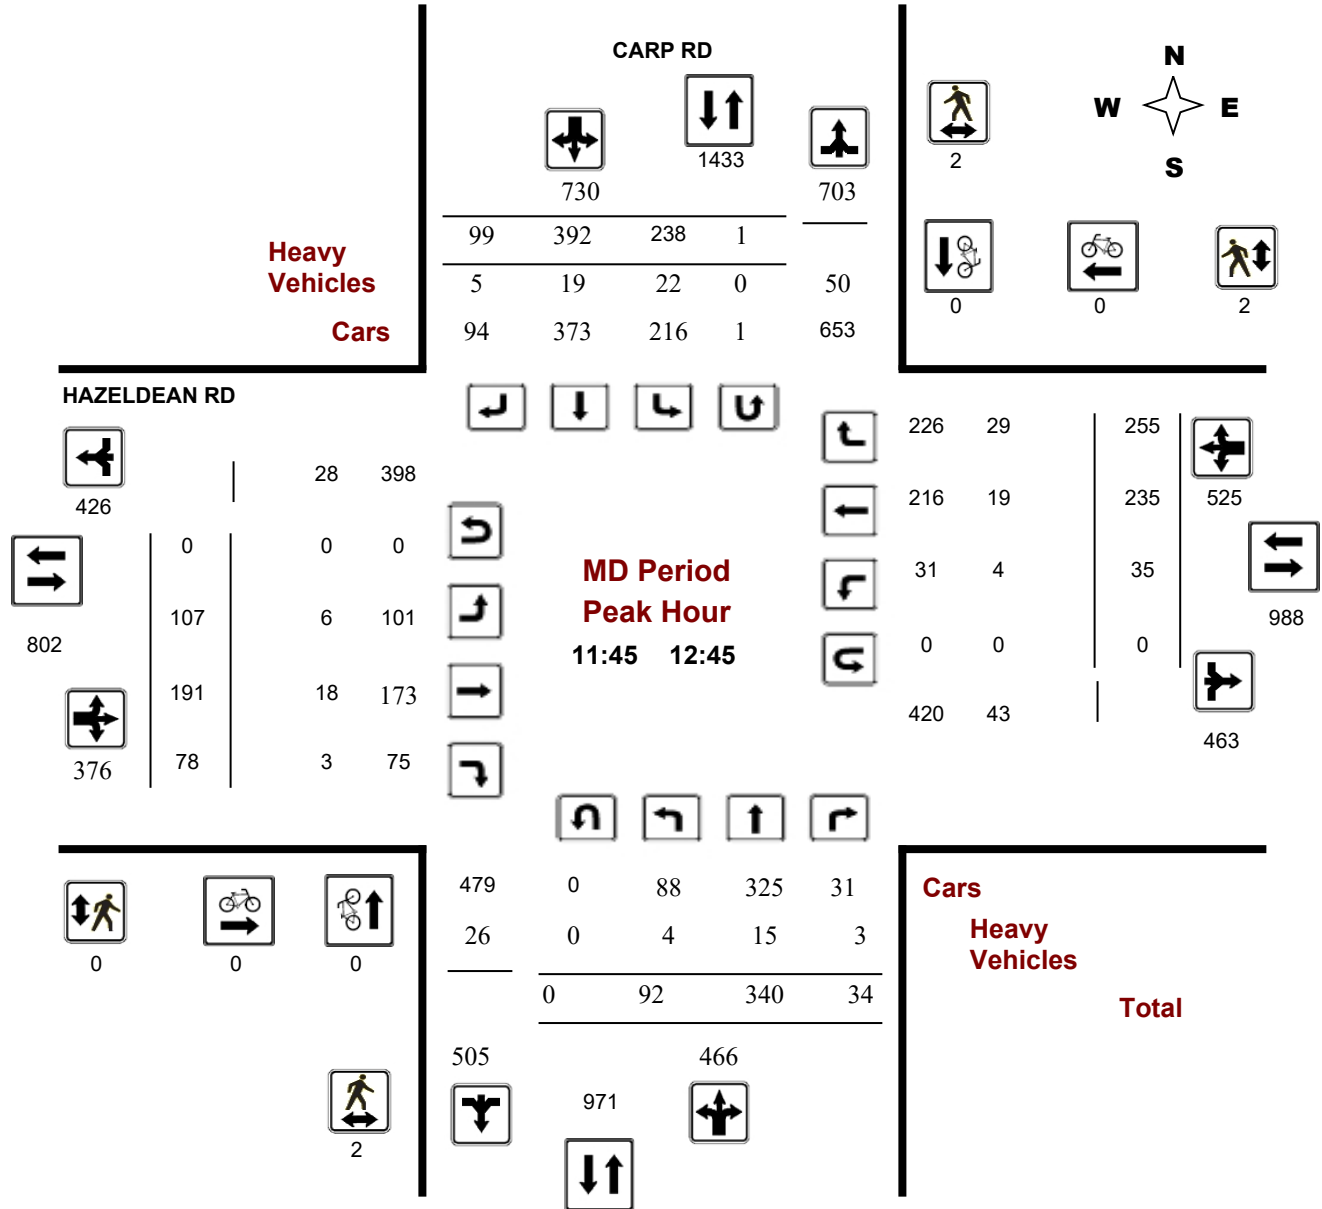 CARP RD
N
W E
S
1433
2
730 703
99 392 238 1
Heavy
Vehicles
5 19 22 0 50
Cars
94 373 216 1 653
0 0 2
HAZELDEAN RD
226 29 255
28 398
426
216 19 235 525
0 0 0
31 4 35
MD Period
Peak Hour
107 6 101
988
802
11:45 12:45
0 0 0
191 18 173
420 43
463
376 78 3 75
479 0 88 325 31
Cars
26 0 4 15 3
Heavy
Vehicles
0 0 0
0 92 340 34
Total
505 466
971
2